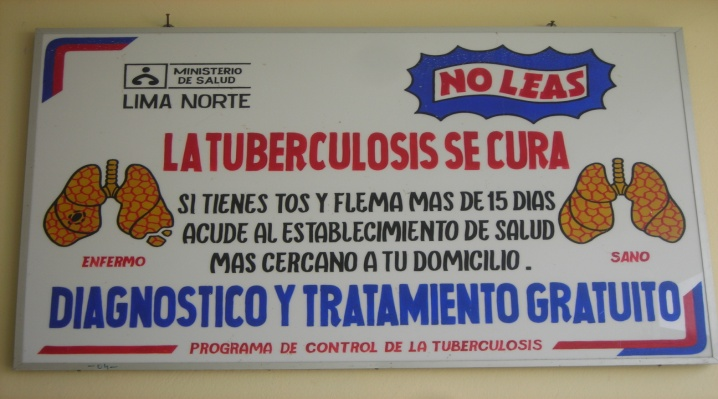 MINISTERIO
DE SALUD
LIMA NORTE
NO LEAS
LA TUBERCULOSIS SE CURA
SI TIENES TOS Y FLEMA MAS DE 15 DIAS
ACUDE AL ESTABLECIMIENTO DE SALUD
MAS CERCANO A TU DOMICILIO.
ENFERMO
SANO
DIAGNOSTICO Y TRATAMIENTO GRATUITO
PROGRAMA DE CONTROL DE LA TUBERCULOSIS